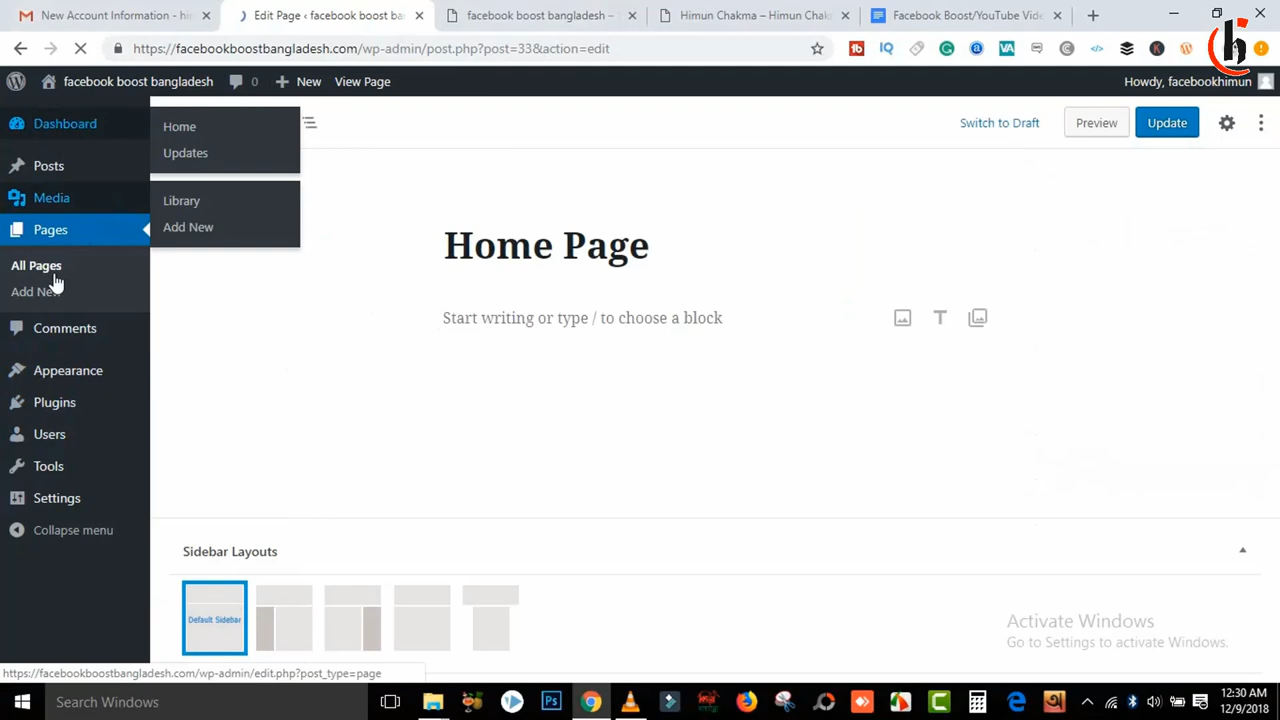 New Account Information - hi
Edit Page ‹ facebook boost ba
facebook boost bangladesh –
Himun Chakma – Himun Chak
Facebook Boost/YouTube Vide
https://facebookboostbangladesh.com/wp-admin/post.php?post=33&action=edit
facebook boost bangladesh
0
New
View Page
Howdy, facebookhimun
Dashboard
Home
Updates
Switch to Draft
Preview
Update
Posts
Media
Library
Add New
Pages
Home Page
All Pages
Add New
Start writing or type / to choose a block
Comments
Appearance
Plugins
Users
Tools
Settings
Collapse menu
Sidebar Layouts
Default Sidebar
Activate Windows
Go to Settings to activate Windows.
https://facebookboostbangladesh.com/wp-admin/edit.php?post_type=page
Search Windows
12:30 AM
12/9/2018